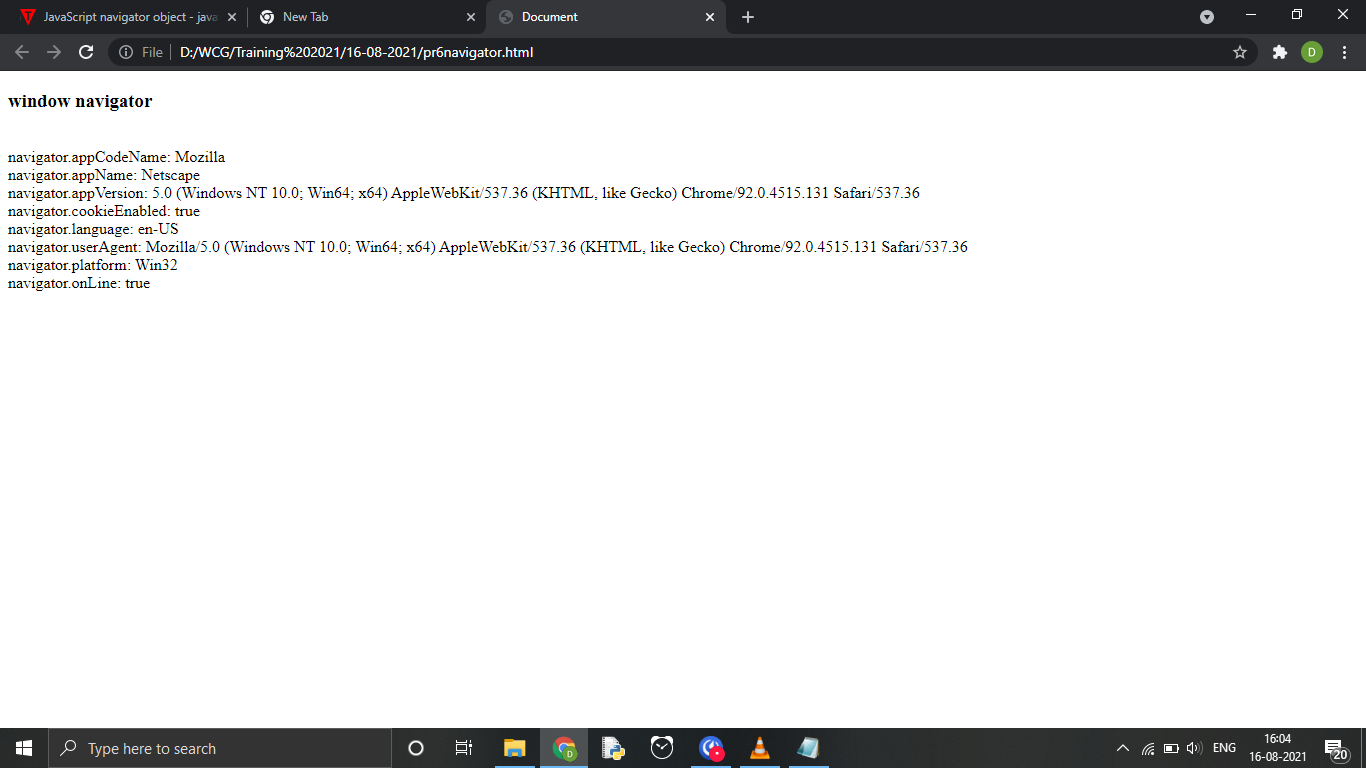 JavaScript navigator object - java
New Tab
Document
File
D:/WCG/Training%202021/16-08-2021/pr6navigator.html
D
window navigator
navigator.appCodeName: Mozilla
navigator.appName: Netscape
navigator.appVersion: 5.0 (Windows NT 10.0; Win64; x64) AppleWebKit/537.36 (KHTML, like Gecko) Chrome/92.0.4515.131 Safari/537.36
navigator.cookieEnabled: true
navigator.language: en-US
navigator.userAgent: Mozilla/5.0 (Windows NT 10.0; Win64; x64) AppleWebKit/537.36 (KHTML, like Gecko) Chrome/92.0.4515.131 Safari/537.36
navigator.platform: Win32
navigator.onLine: true
Type here to search
D
ENG
16:04
16-08-2021
20